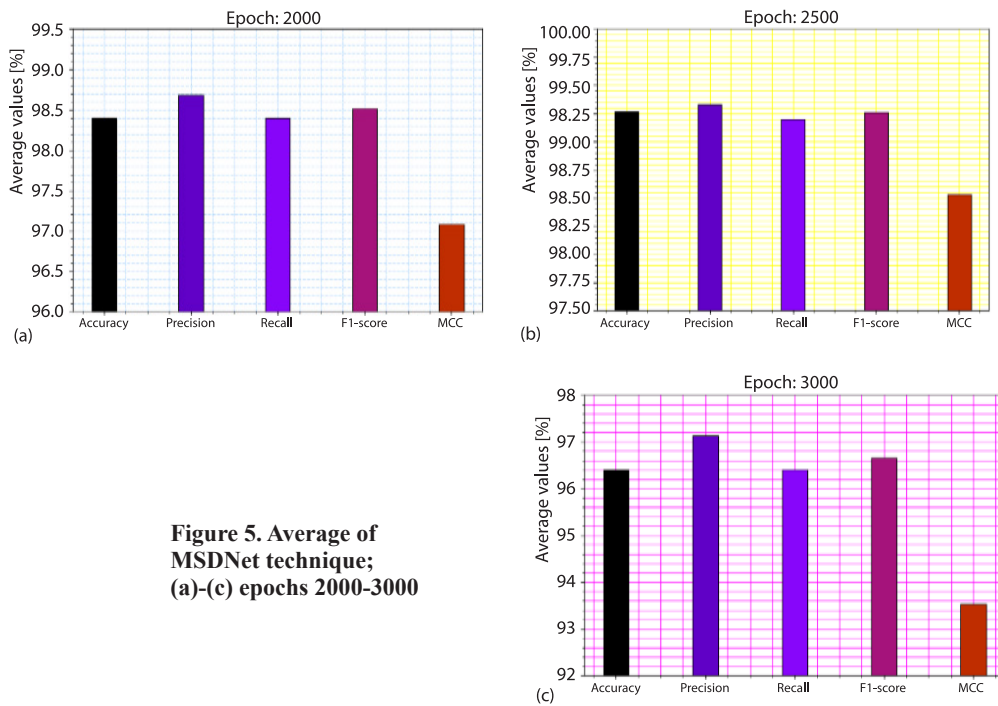 Epoch: 2000
Average values [%]
99.5
99.0
98.5
98.0
97.5
97.0
96.5
96.0
Accuracy Precision Recall F1-score MCC
(a)
Epoch: 2500
Average values [%]
100.00
99.75
99.50
98.25
99.00
98.75
98.50
98.25
98.00
97.75
97.50
Accuracy Precision Recall F1-score MCC
(b)
Epoch: 3000
Average values [%]
98
97
96
95
94
93
92
Accuracy Precision Recall F1-score MCC
(c)
Figure 5. Average of
MSDNet technique;
(a)-(c) epochs 2000-3000